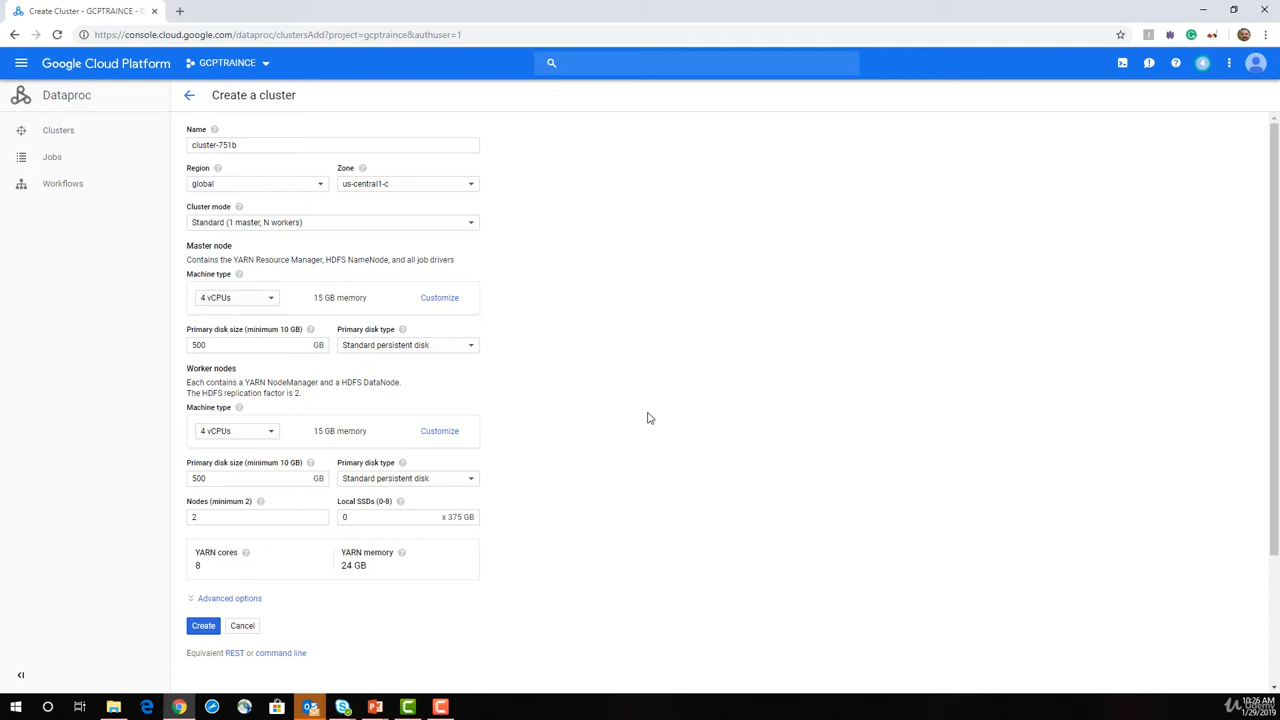 Create Cluster - GCPTRAINCE - G
https://console.cloud.google.com/dataproc/clustersAdd?project=gcptraince&authuser=1
Google Cloud Platform
GCPTRAINCE
4
Dataproc
Create a cluster
Clusters
Jobs
Workflows
Name
cluster-751b
Region
Zone
global
us-central1-c
Cluster mode
Standard (1 master, N workers)
Master node
Contains the YARN Resource Manager, HDFS NameNode, and all job drivers
Machine type
4 vCPUs
15 GB memory
Customize
Primary disk size (minimum 10 GB)
Primary disk type
500 GB
Standard persistent disk
Worker nodes
Each contains a YARN NodeManager and a HDFS DataNode.
The HDFS replication factor is 2.
Machine type
4 vCPUs
15 GB memory
Customize
Primary disk size (minimum 10 GB)
Primary disk type
500 GB
Standard persistent disk
Nodes (minimum 2)
Local SSDs (0-8)
2
0 x 375 GB
YARN cores
YARN memory
8
24 GB
Advanced options
Create
Cancel
Equivalent REST or command line
10:26 AM
1/29/2019
Udemy